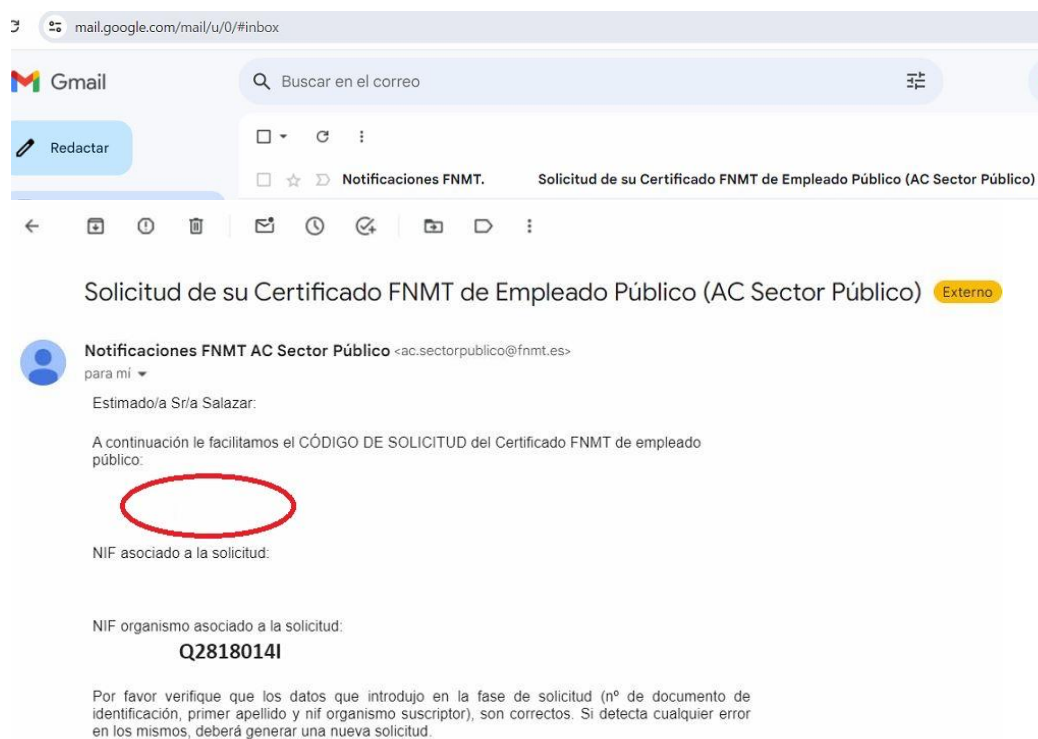 mail.google.com/mail/u/0/#inbox
Gmail
Buscar en el correo
Redactar
Notificaciones FNMT. Solicitud de su Certificado FNMT de Empleado Público (AC Sector Público)
Solicitud de su Certificado FNMT de Empleado Público (AC Sector Público) Externo
Notificaciones FNMT AC Sector Público <ac.sectorpublico@fnmt.es>
para mí
Estimado/a Sr/a Salazar:
A continuación le facilitamos el CÓDIGO DE SOLICITUD del Certificado FNMT de empleado
público:
NIF asociado a la solicitud:
NIF organismo asociado a la solicitud:
Q2818014I
Por favor verifique que los datos que introdujo en la fase de solicitud (nº de documento de
identificación, primer apellido y nif organismo suscriptor), son correctos. Si detecta cualquier error
en los mismos, deberá generar una nueva solicitud.